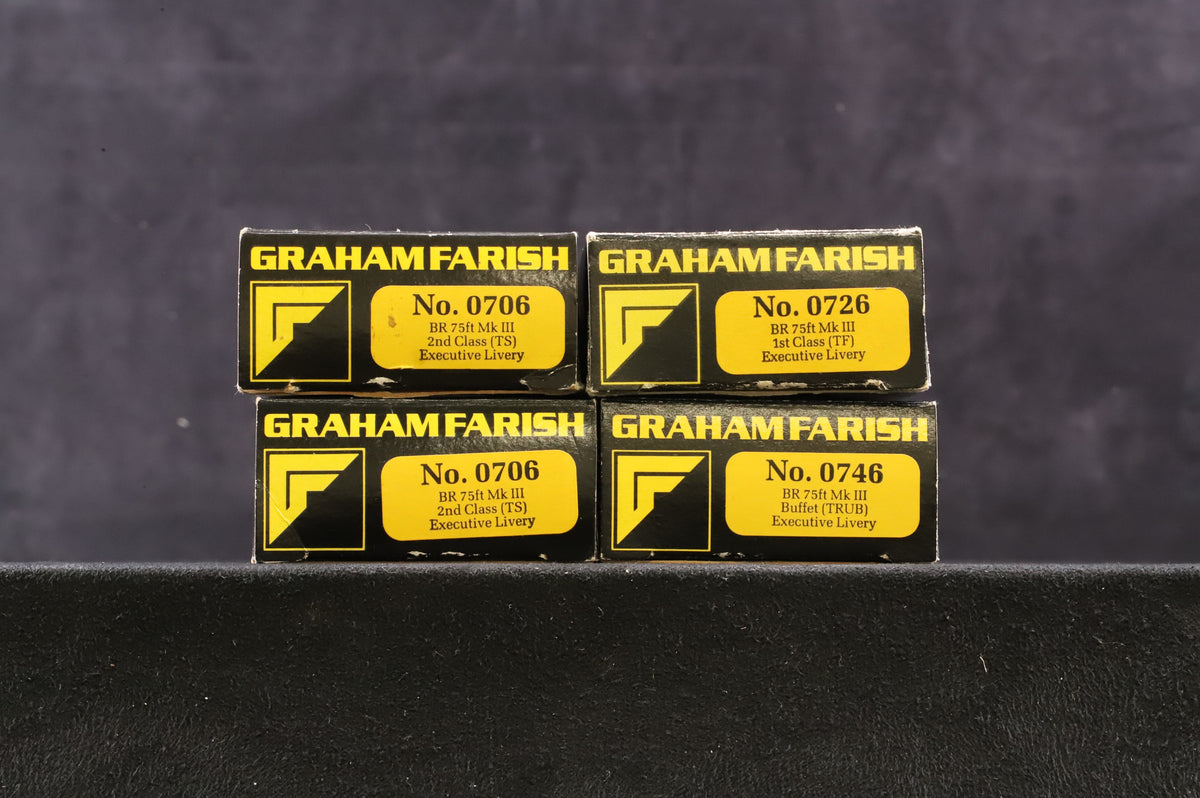 GRAHAM FARISH
No. 0706
BR 75ft Mk III
2nd Class (TS)
Executive Livery
GRAHAM FARISH
No. 0726
BR 75ft Mk III
1st Class (TF)
Executive Livery
GRAHAM FARISH
No. 0706
BR 75ft Mk III
2nd Class (TS)
Executive Livery
GRAHAM FARISH
No. 0746
BR 75ft Mk III
Buffet (TRUB)
Executive Livery